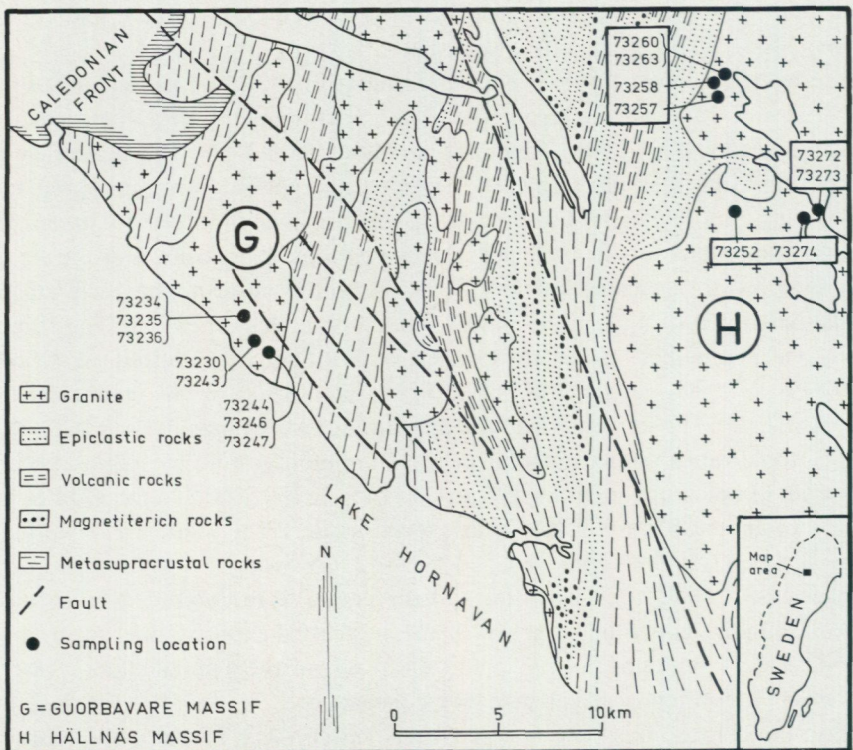 CALEDONIAN
FRONT
73260
73263
73258
73257
73272
73273
73252 73274
G
H
73234
73235
73236
73230
73243
73244
73246
73247
Granite
Epiclastic rocks
Volcanic rocks
Magnetiterich rocks
Metasupracrustal rocks
Fault
Sampling location
G = GUORBAVARE MASSIF
H HÄLLNÄS MASSIF
LAKE HORNAVAN
N
0 5 10 km
Map
area
SWEDEN